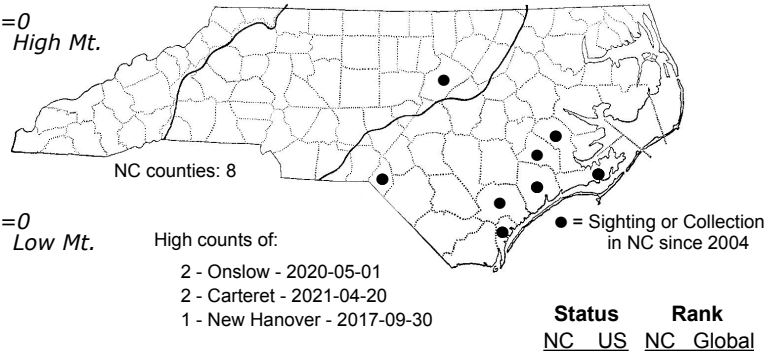 =0
High Mt.
NC counties: 8
=0
Low Mt.
High counts of:
2 - Onslow - 2020-05-01
2 - Carteret - 2021-04-20
1 - New Hanover - 2017-09-30
● = Sighting or Collection
in NC since 2004
Status Rank
NC US NC Global